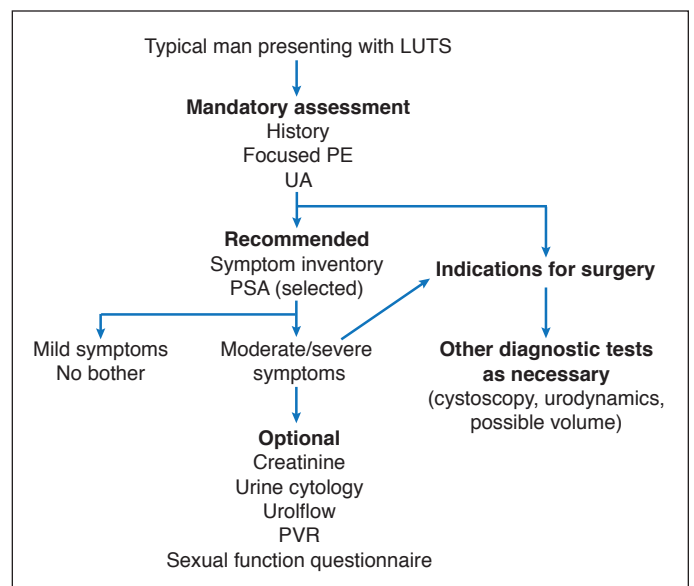 Typical man presenting with LUTS
Mandatory assessment
History
Focused PE
UA
Recommended
Symptom inventory
PSA (selected)
Indications for surgery
Mild symptoms
No bother
Moderate/severe
symptoms
Other diagnostic tests
as necessary
(cystoscopy, urodynamics,
possible volume)
Optional
Creatinine
Urine cytology
Urolflow
PVR
Sexual function questionnaire